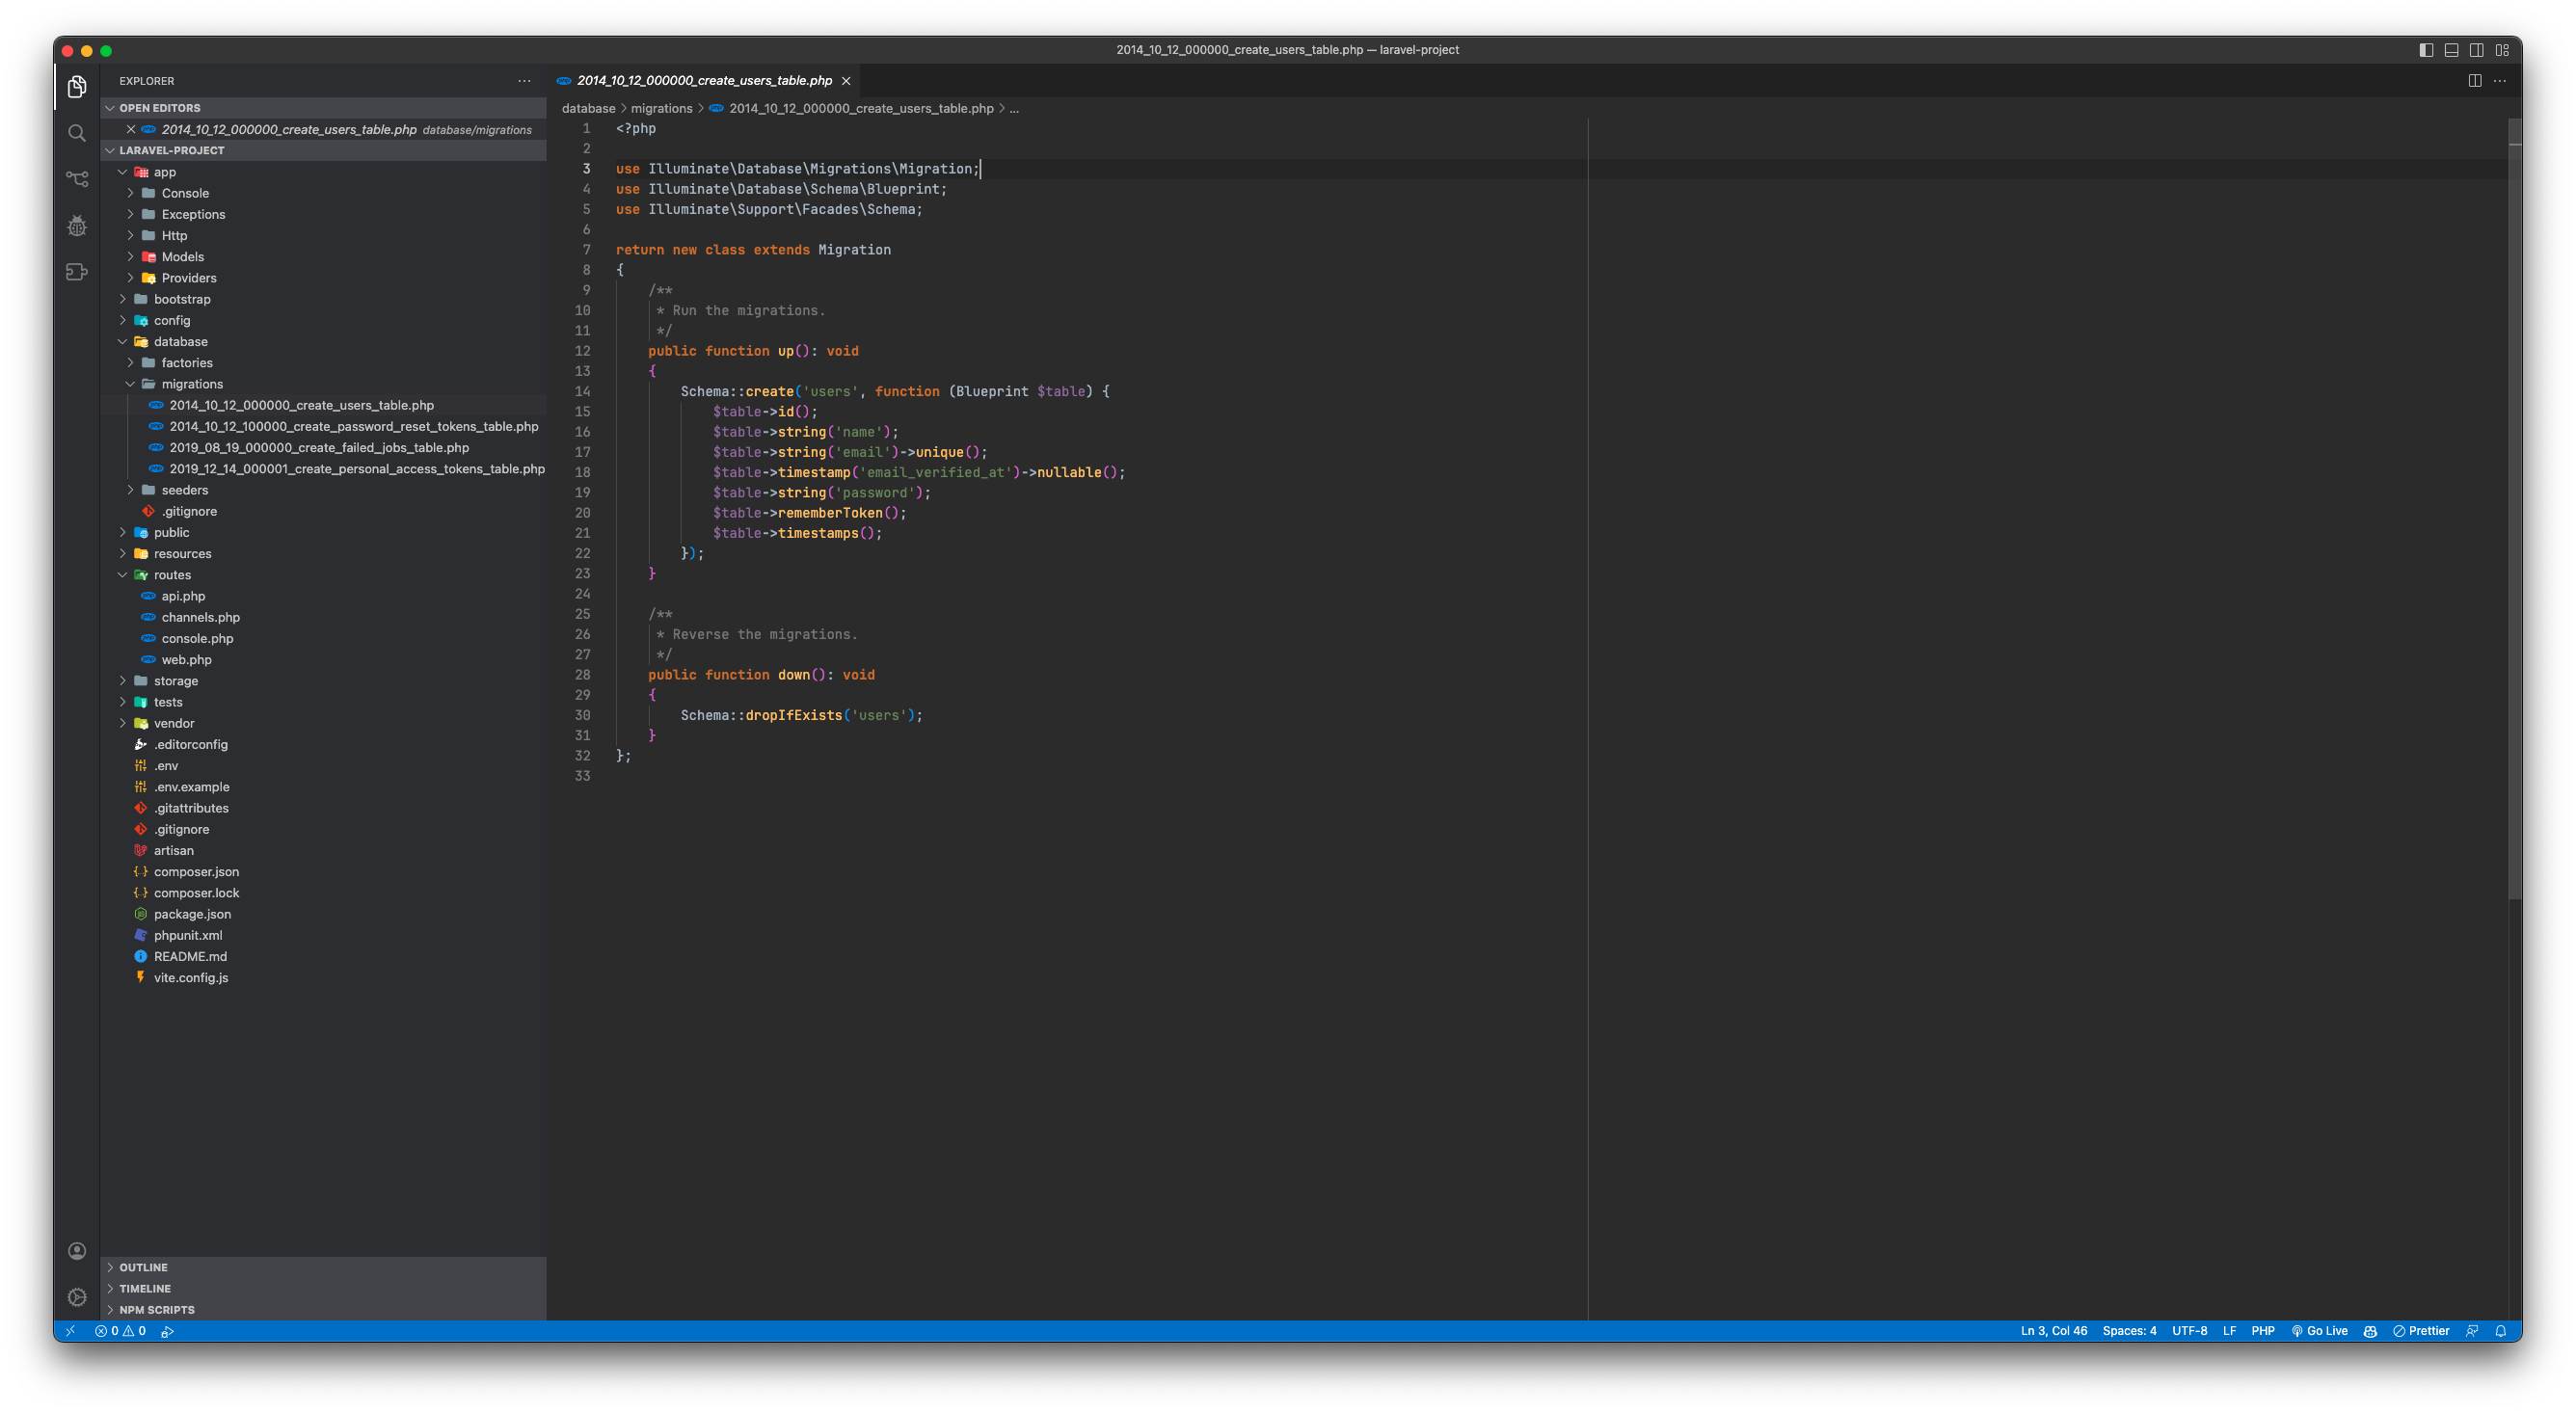 2014_10_12_000000_create_users_table.php — laravel-project
EXPLORER
OPEN EDITORS
2014_10_12_000000_create_users_table.php database/migrations
LARAVEL-PROJECT
app
Console
Exceptions
Http
Models
Providers
bootstrap
config
database
factories
migrations
2014_10_12_000000_create_users_table.php
2014_10_12_100000_create_password_reset_tokens_table.php
2019_08_19_000000_create_failed_jobs_table.php
2019_12_14_000001_create_personal_access_tokens_table.php
seeders
.gitignore
public
resources
routes
api.php
channels.php
console.php
web.php
storage
tests
vendor
.editorconfig
.env
.env.example
.gitattributes
.gitignore
artisan
composer.json
composer.lock
package.json
phpunit.xml
README.md
vite.config.js
OUTLINE
TIMELINE
NPM SCRIPTS
2014_10_12_000000_create_users_table.php
database > migrations > 2014_10_12_000000_create_users_table.php > ...
1 <?php
2
3 use Illuminate\Database\Migrations\Migration;
4 use Illuminate\Database\Schema\Blueprint;
5 use Illuminate\Support\Facades\Schema;
6
7 return new class extends Migration
8 {
9     /**
10      * Run the migrations.
11      */
12     public function up(): void
13     {
14         Schema::create('users', function (Blueprint $table) {
15             $table->id();
16             $table->string('name');
17             $table->string('email')->unique();
18             $table->timestamp('email_verified_at')->nullable();
19             $table->string('password');
20             $table->rememberToken();
21             $table->timestamps();
22         });
23     }
24
25     /**
26      * Reverse the migrations.
27      */
28     public function down(): void
29     {
30         Schema::dropIfExists('users');
31     }
32 };
33
0 0
Ln 3, Col 46 Spaces: 4 UTF-8 LF PHP Go Live Prettier